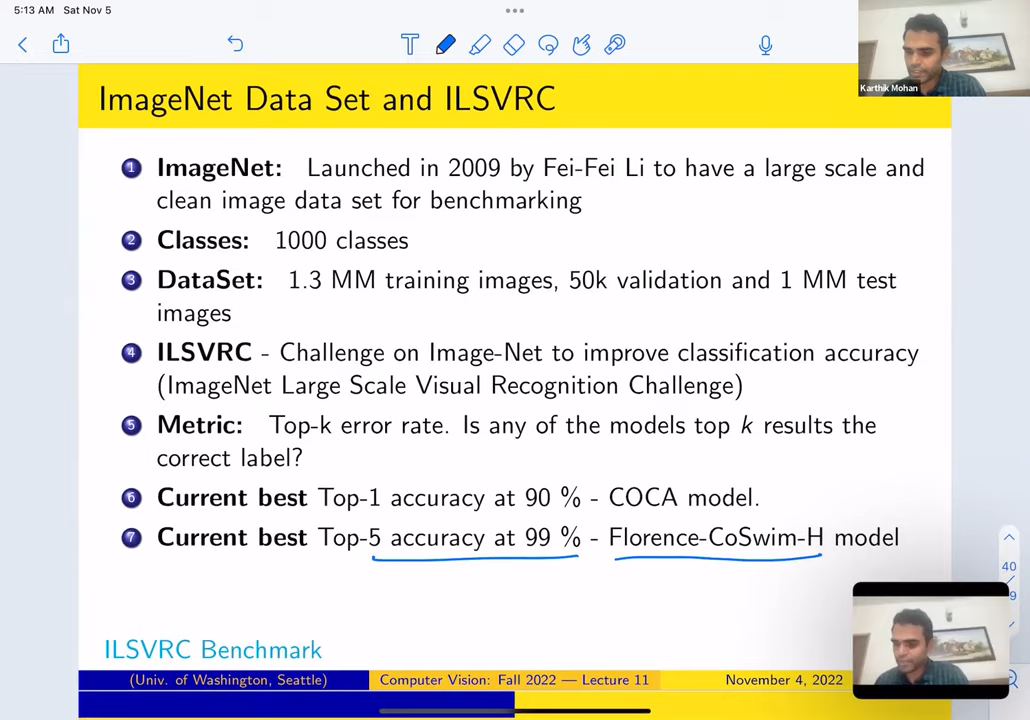 5:13 AM Sat Nov 5
Karthik Mohan
ImageNet Data Set and ILSVRC
1 ImageNet: Launched in 2009 by Fei-Fei Li to have a large scale and
clean image data set for benchmarking
2 Classes: 1000 classes
3 DataSet: 1.3 MM training images, 50k validation and 1 MM test
images
4 ILSVRC - Challenge on Image-Net to improve classification accuracy
(ImageNet Large Scale Visual Recognition Challenge)
5 Metric: Top-k error rate. Is any of the models top k results the
correct label?
6 Current best Top-1 accuracy at 90 % - COCA model.
7 Current best Top-5 accuracy at 99 % - Florence-CoSwim-H model
40
ILSVRC Benchmark
(Univ. of Washington, Seattle) Computer Vision: Fall 2022 — Lecture 11 November 4, 2022